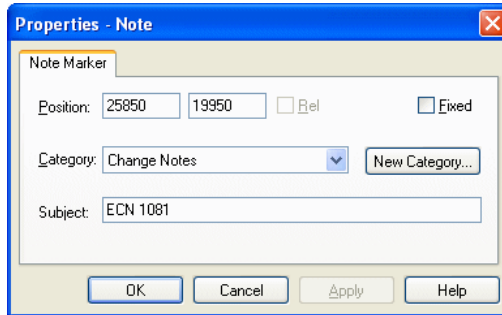 Properties - Note
Note Marker
Position: 25850 19950 Rel Fixed
Category: Change Notes New Category...
Subject: ECN 1081
OK Cancel Apply Help